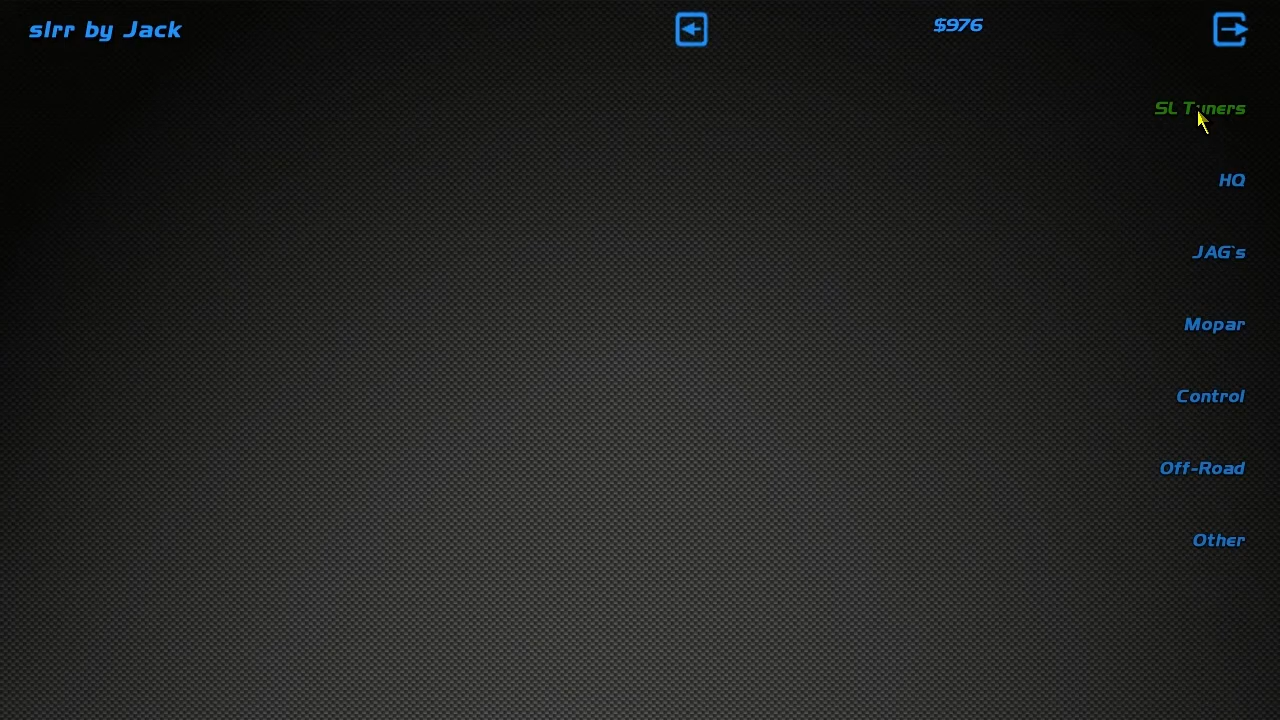 slrr by Jack
$976
SL Tuners
HQ
JAG's
Mopar
Control
Off-Road
Other